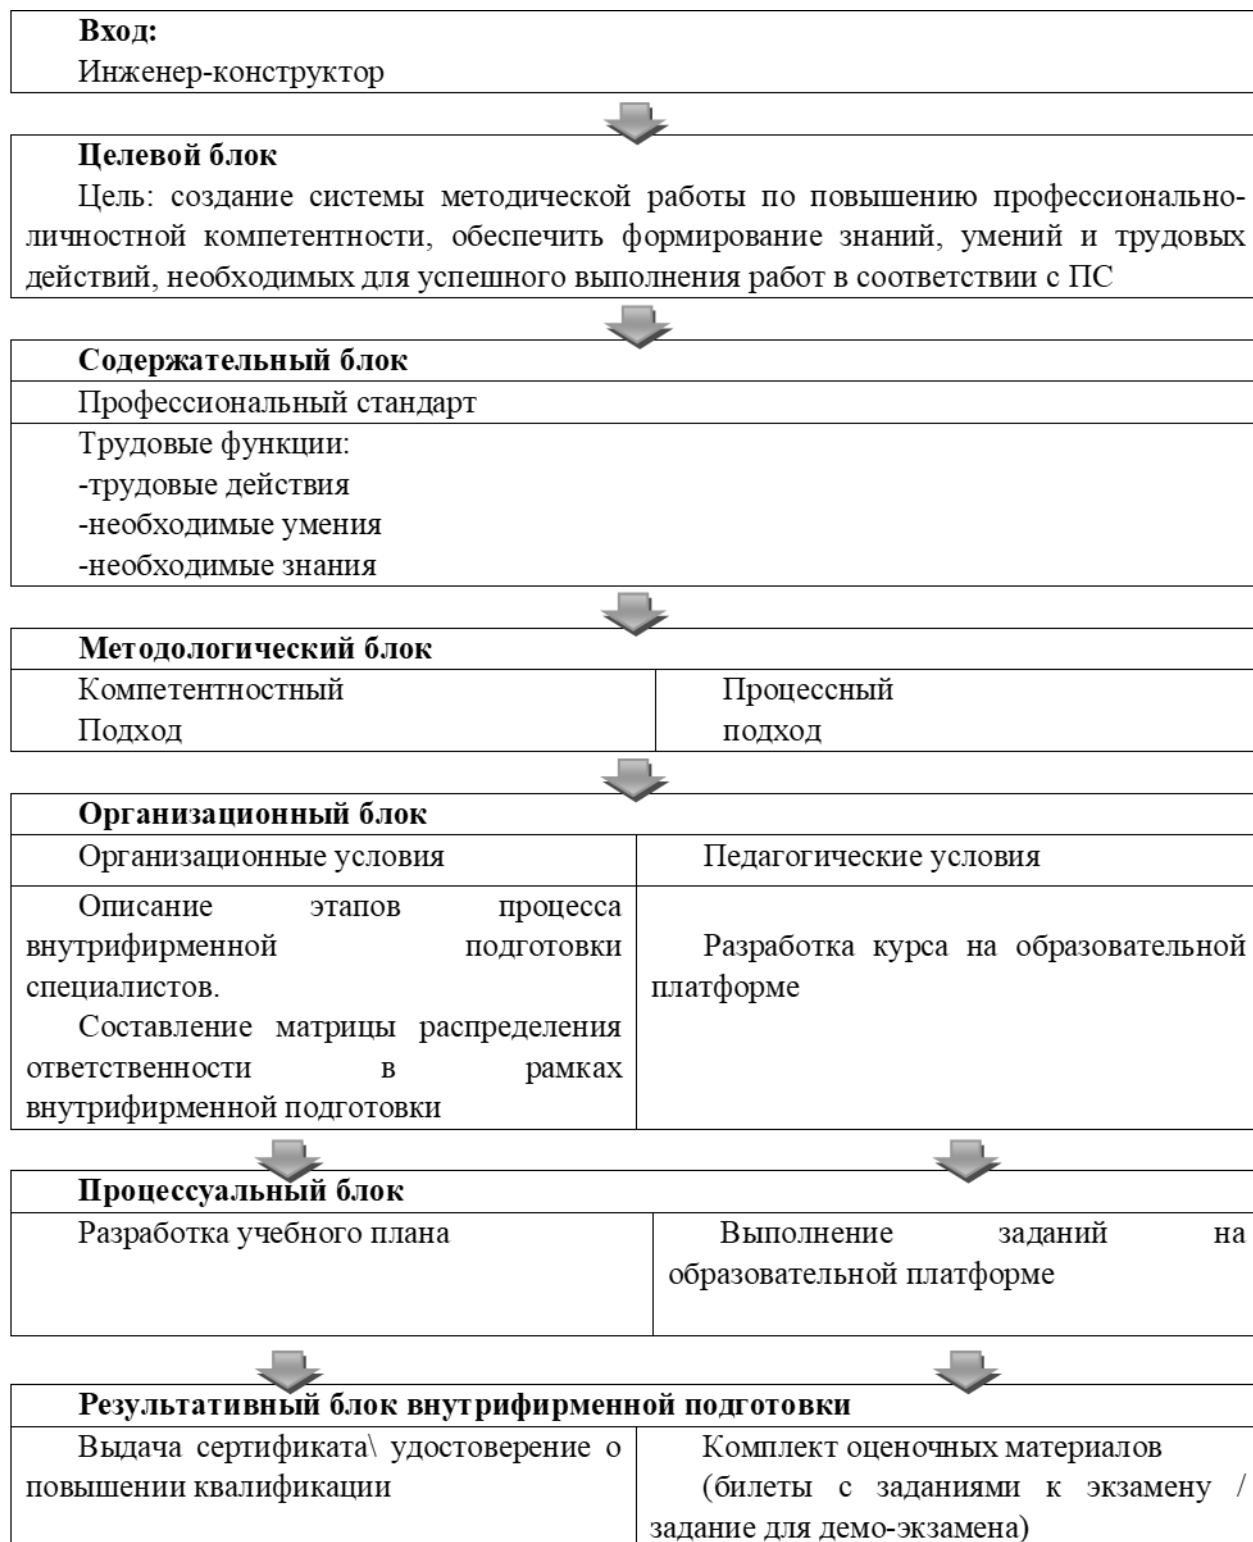 Вход:
Инженер-конструктор
Целевой блок
Цель: создание системы методической работы по повышению профессионально-
личностной компетентности, обеспечить формирование знаний, умений и трудовых
действий, необходимых для успешного выполнения работ в соответствии с ПС
Содержательный блок
Профессиональный стандарт
Трудовые функции:
-трудовые действия
-необходимые умения
-необходимые знания
Методологический блок
Компетентностный
Подход
Процессный
подход
Организационный блок
Организационные условия
Педагогические условия
Описание этапов процесса
внутрифирменной подготовки
специалистов.
Составление матрицы распределения
ответственности в рамках
внутрифирменной подготовки
Разработка курса на образовательной
платформе
Процессуальный блок
Разработка учебного плана
Выполнение заданий на
образовательной платформе
Результативный блок внутрифирменной подготовки
Выдача сертификата\ удостоверение о
повышении квалификации
Комплект оценочных материалов
(билеты с заданиями к экзамену /
задание для демо-экзамена)